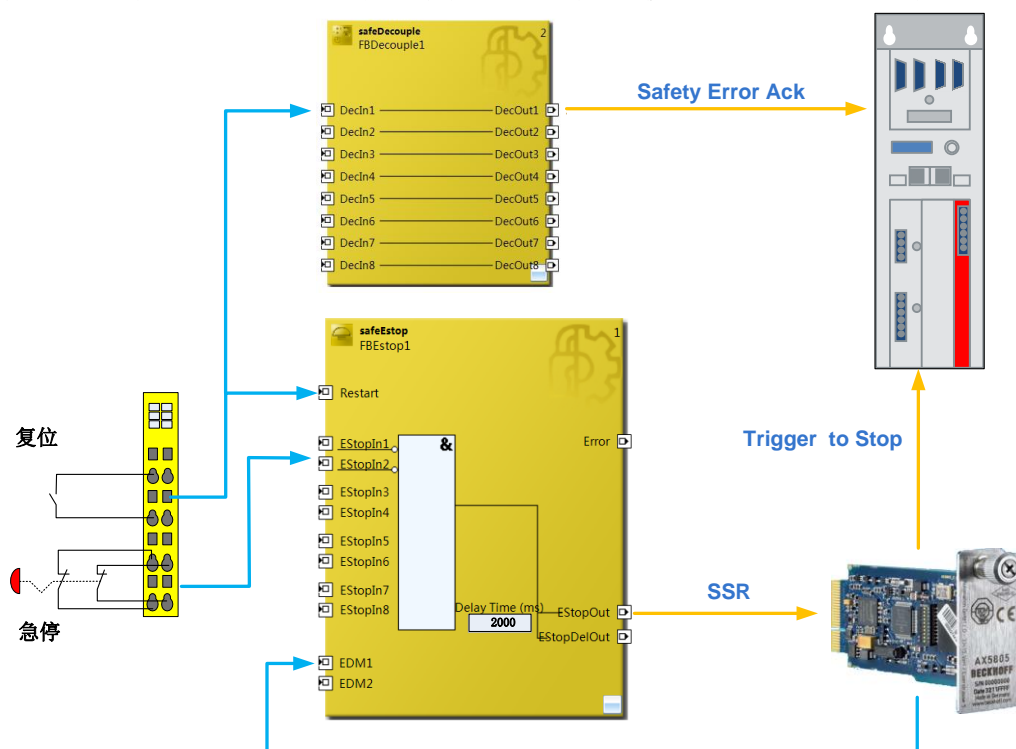 safeDecouple
FBDecouple1
2
DecIn1 DecOut1
DecIn2 DecOut2
DecIn3 DecOut3
DecIn4 DecOut4
DecIn5 DecOut5
DecIn6 DecOut6
DecIn7 DecOut7
DecIn8 DecOut8
Safety Error Ack
safeEstop
FBEstop1
1
Restart
复位
EStopIn1
&
Error
EStopIn2
EStopIn3
EStopIn4
EStopIn5
EStopIn6
EStopIn7
EStopIn8
Delay Time (ms)
2000
EStopOut
EStopDelOut
急停
EDM1
EDM2
Trigger to Stop
SSR
CE
AX5805
BECKHOFF